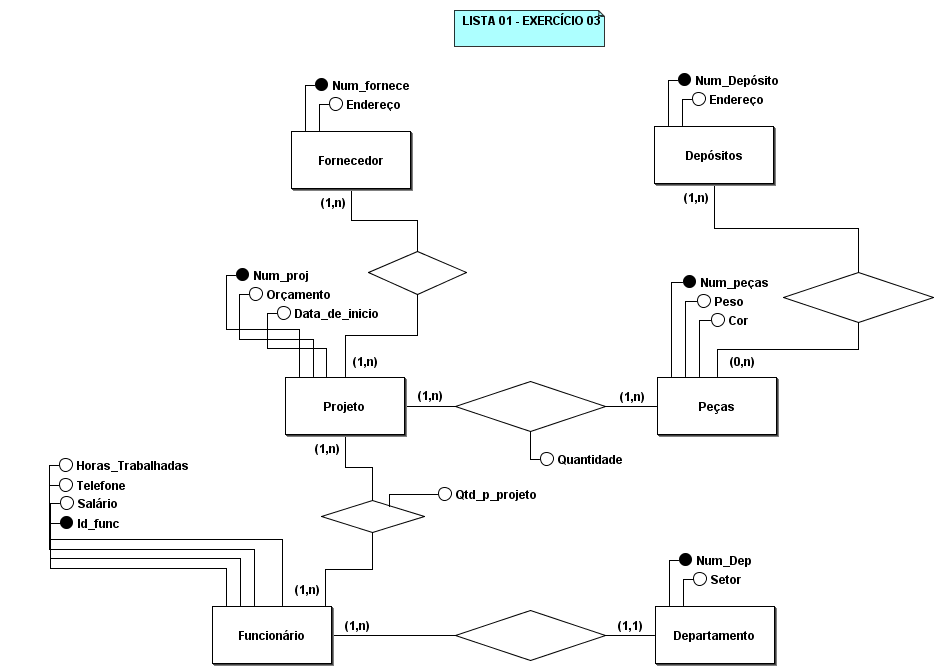 LISTA 01 - EXERCÍCIO 03
Num_fornece
Endereço
Fornecedor
(1,n)
Num_Depósito
Endereço
Depósitos
(1,n)
Num_proj
Orçamento
Data_de_inicio
(1,n)
Projeto
(1,n)
(1,n)
Quantidade
(1,n)
Num_peças
Peso
Cor
(0,n)
Peças
(1,n)
Horas_Trabalhadas
Telefone
Salário
Id_func
Qtd_p_projeto
(1,n)
Funcionário
(1,n)
(1,1)
Num_Dep
Setor
Departamento